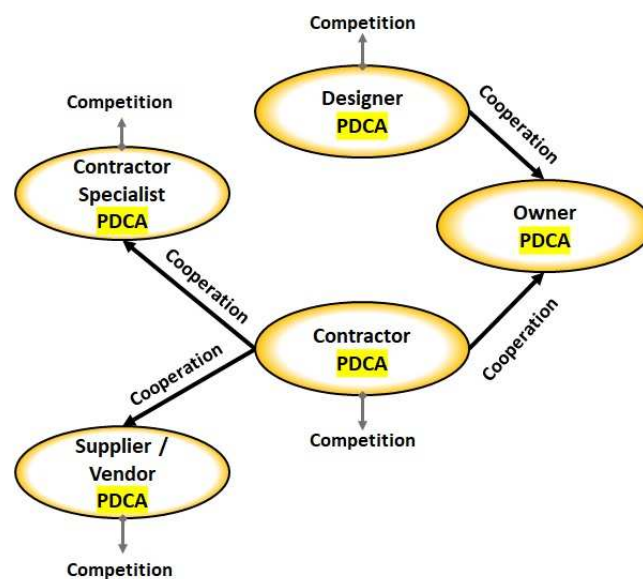 Competition
Designer
PDCA
Cooperation
Competition
Contractor
Specialist
PDCA
Owner
PDCA
Cooperation
Contractor
PDCA
Cooperation
Cooperation
Competition
Supplier /
Vendor
PDCA
Competition